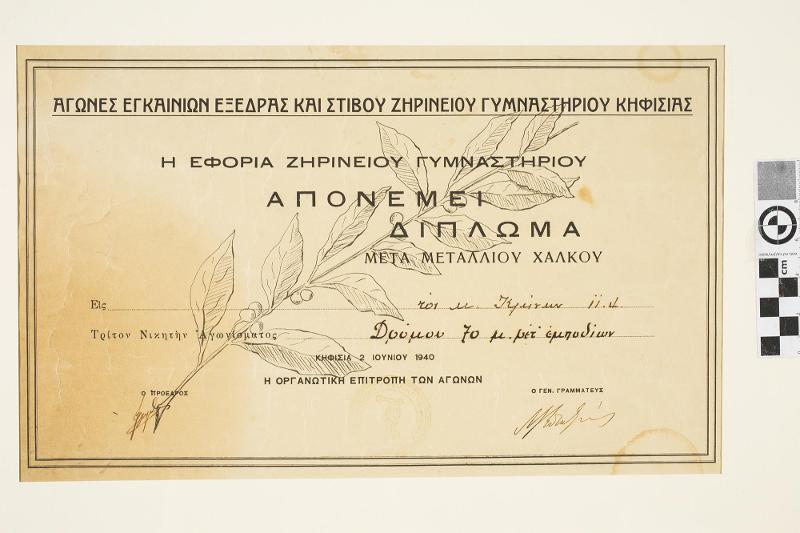 ΑΓΩΝΕΣ ΕΓΚΑΙΝΙΩΝ ΕΞΕΔΡΑΣ ΚΑΙ ΣΤΙΒΟΥ ΖΗΡΙΝΕΙΟΥ ΓΥΜΝΑΣΤΗΡΙΟΥ ΚΗΦΙΣΙΑΣ
Η ΕΦΟΡΙΑ ΖΗΡΙΝΕΙΟΥ ΓΥΜΝΑΣΤΗΡΙΟΥ
ΑΠΟΝΕΜΕΙ
ΔΙΠΛΩΜΑ
ΜΕΤΑ ΜΕΤΑΛΛΙΟΥ ΧΑΛΚΟΥ
Εἰς
Τρίτον Νικητὴν Ἀγωνίσματος Δρόμου 70 μ. μετ' ἐμποδίων
ΚΗΦΙΣΙΑ 2 ΙΟΥΝΙΟΥ 1940
Η ΟΡΓΑΝΩΤΙΚΗ ΕΠΙΤΡΟΠΗ ΤΩΝ ΑΓΩΝΩΝ
Ο ΠΡΟΕΔΡΟΣ
Ο ΓΕΝ. ΓΡΑΜΜΑΤΕΥΣ
cm